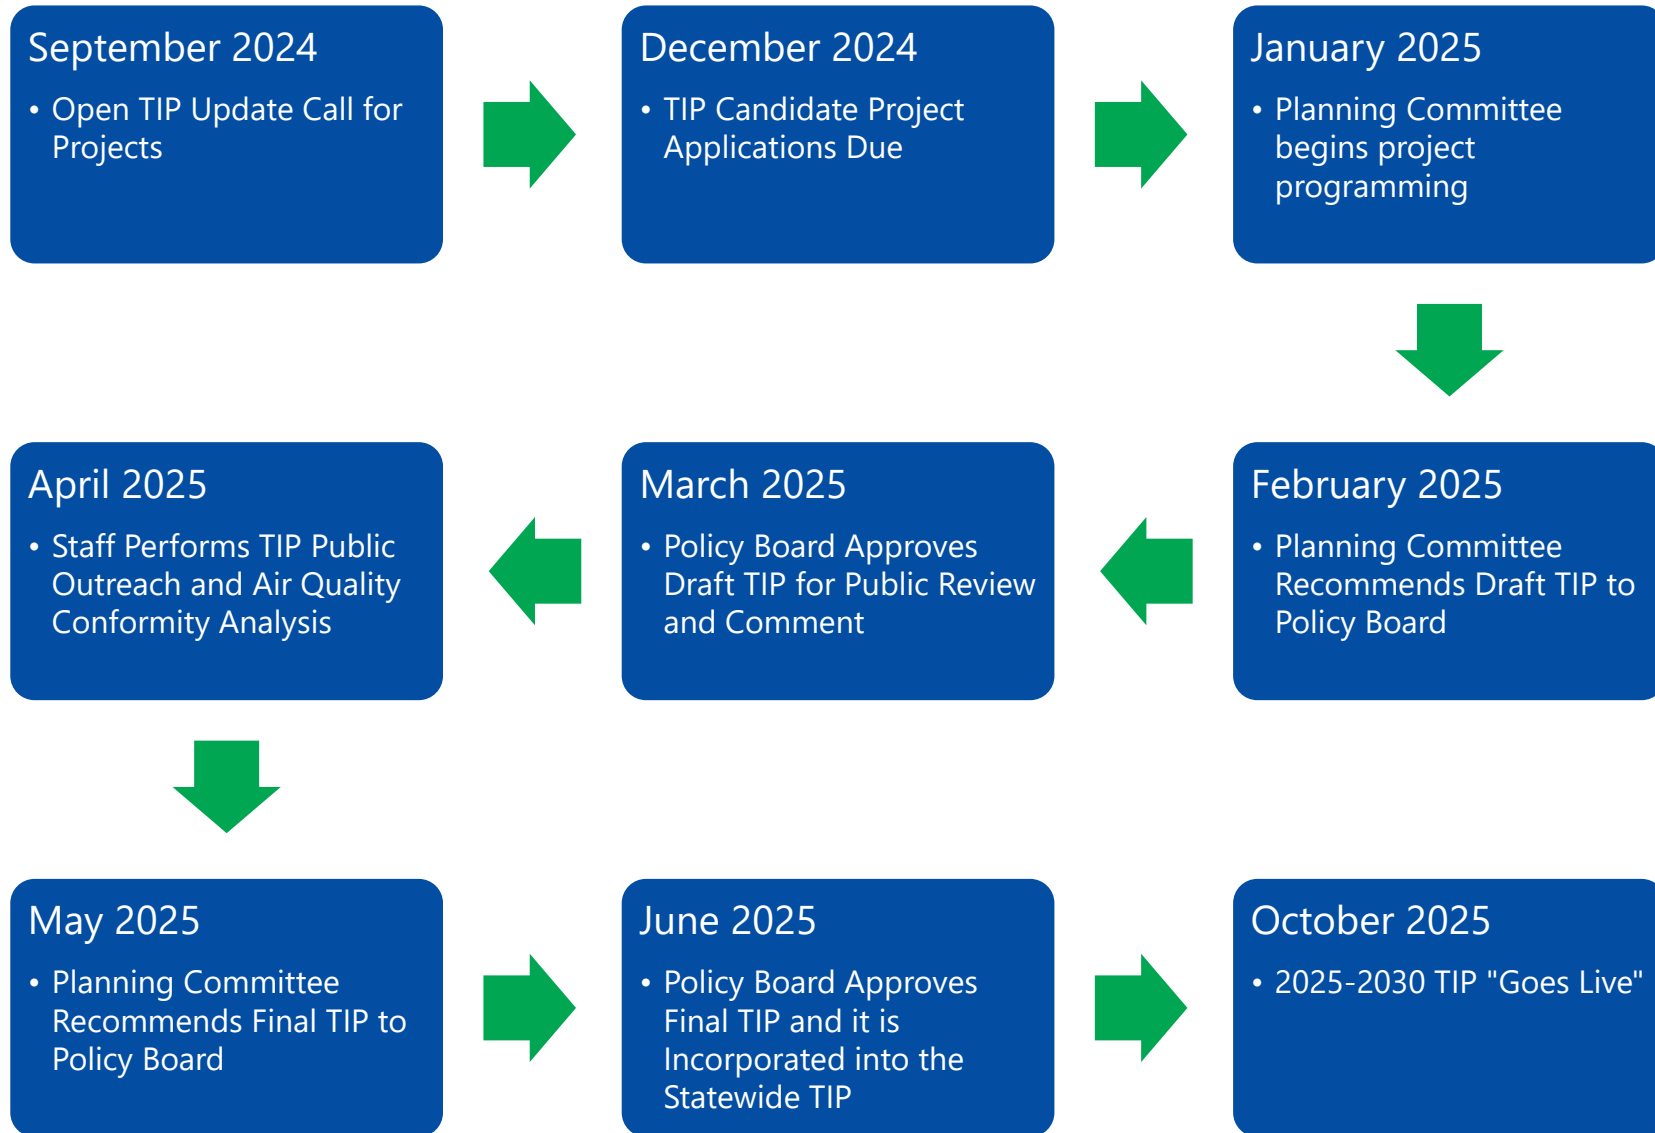 September 2024
• Open TIP Update Call for
Projects
December 2024
• TIP Candidate Project
Applications Due
January 2025
• Planning Committee
begins project
programming
February 2025
• Planning Committee
Recommends Draft TIP to
Policy Board
March 2025
• Policy Board Approves
Draft TIP for Public Review
and Comment
April 2025
• Staff Performs TIP Public
Outreach and Air Quality
Conformity Analysis
May 2025
• Planning Committee
Recommends Final TIP to
Policy Board
June 2025
• Policy Board Approves
Final TIP and it is
Incorporated into the
Statewide TIP
October 2025
• 2025-2030 TIP "Goes Live"